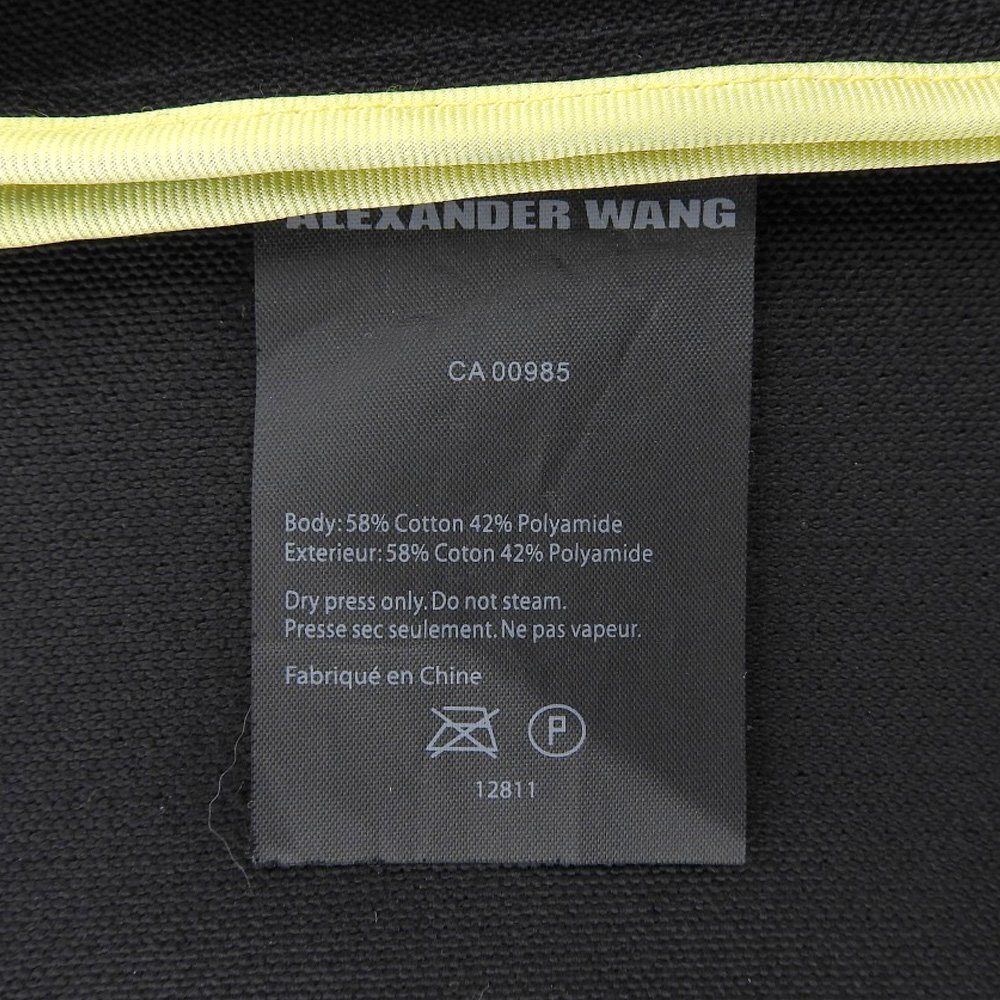 ALEXANDER WANG
CA 00985
Body: 58% Cotton 42% Polyamide
Exterieur: 58% Coton 42% Polyamide
Dry press only. Do not steam.
Presse sec seulement. Ne pas vapeur.
Fabriqué en Chine
P
12811